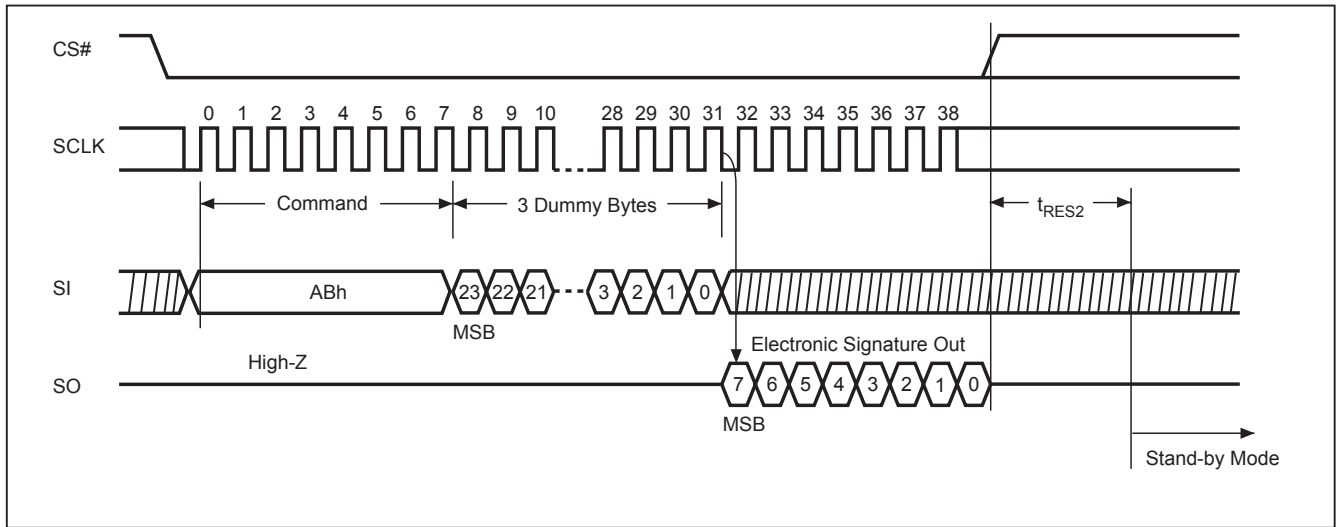 CS#
0 1 2 3 4 5 6 7 8 9 10 28 29 30 31 32 33 34 35 36 37 38
SCLK
Command
3 Dummy Bytes
tRES2
SI
ABh
23 22 21 3 2 1 0
MSB
Electronic Signature Out
High-Z
SO
7 6 5 4 3 2 1 0
MSB
Stand-by Mode